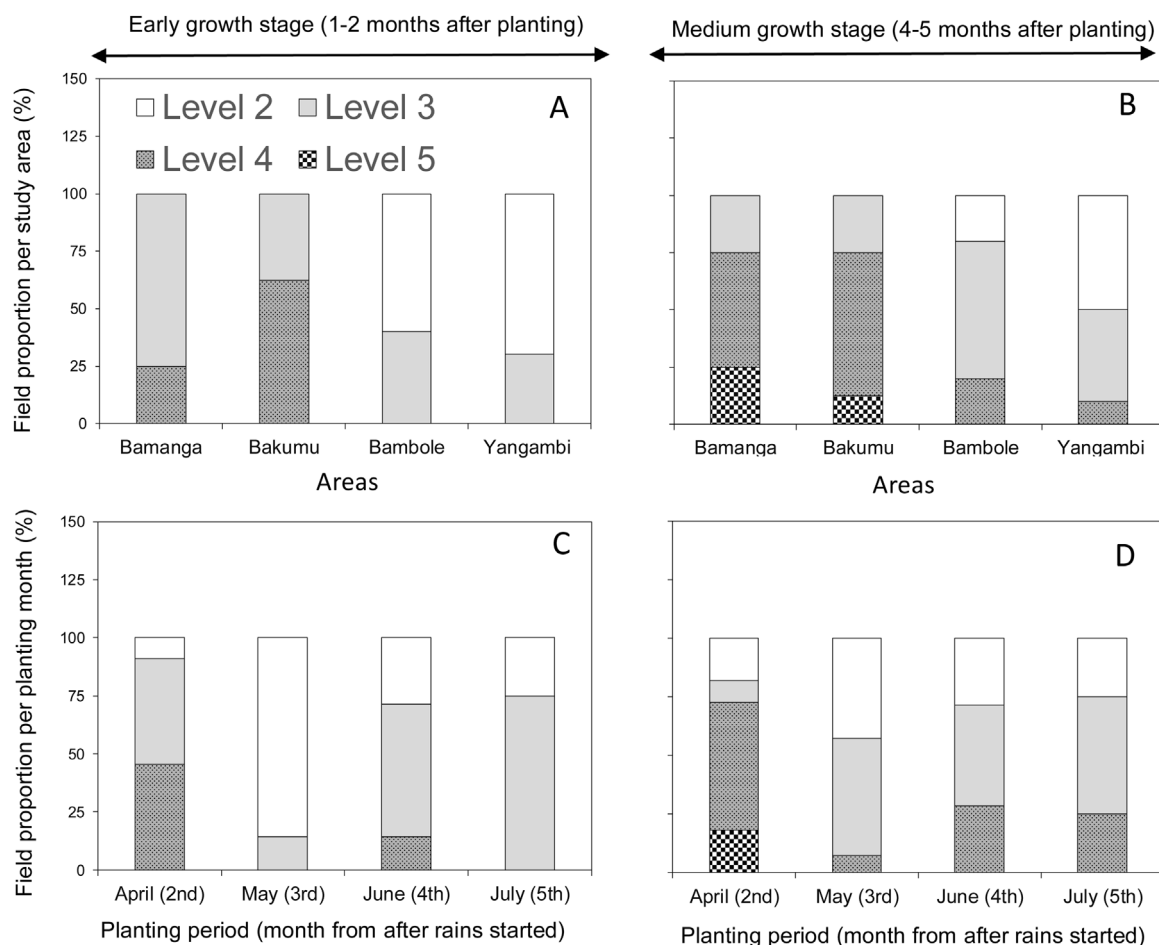 Early growth stage (1-2 months after planting)
Medium growth stage (4-5 months after planting)
Field proportion per study area (%)
150
125
100
75
50
25
0
Level 2
Level 3
Level 4
Level 5
A
Bamanga
Bakumu
Bambole
Yangambi
Areas
B
Bamanga
Bakumu
Bambole
Yangambi
Areas
Field proportion per planting month (%)
150
125
100
75
50
25
0
C
April (2nd)
May (3rd)
June (4th)
July (5th)
Planting period (month from after rains started)
D
April (2nd)
May (3rd)
June (4th)
July (5th)
Planting period (month from after rains started)